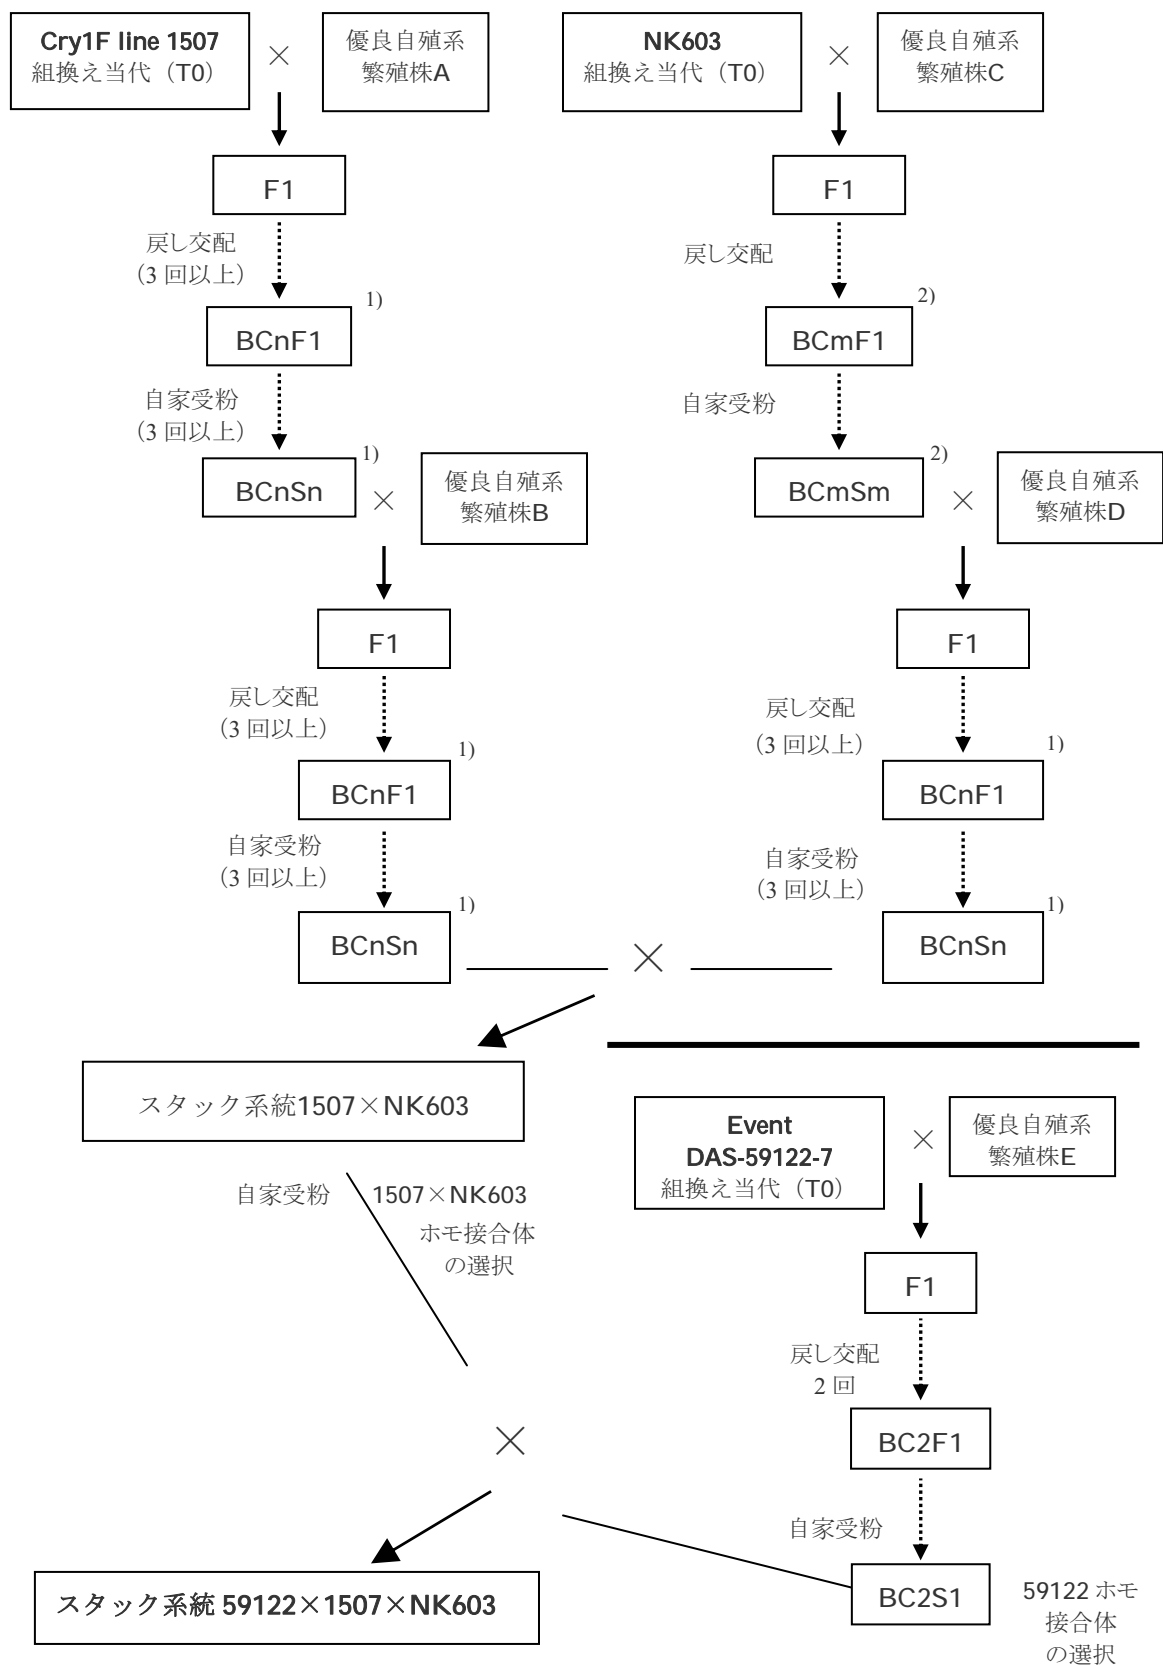 Cry1F line 1507
組換え当代（T0）
×
優良自殖系
繁殖株A
NK603
組換え当代（T0）
×
優良自殖系
繁殖株C
F1
F1
戻し交配
（3 回以上）
戻し交配
BCnF1
1)
BCmF1
2)
自家受粉
（3 回以上）
自家受粉
BCnSn
1)
×
優良自殖系
繁殖株B
BCmSm
2)
×
優良自殖系
繁殖株D
F1
F1
戻し交配
（3 回以上）
戻し交配
（3 回以上）
BCnF1
1)
BCnF1
1)
自家受粉
（3 回以上）
自家受粉
（3 回以上）
BCnSn
1)
×
BCnSn
1)
スタック系統1507×NK603
Event
DAS-59122-7
組換え当代（T0）
×
優良自殖系
繁殖株E
自家受粉
1507×NK603
ホモ接合体
の選択
F1
戻し交配
2 回
×
BC2F1
自家受粉
スタック系統 59122×1507×NK603
BC2S1
59122 ホモ
接合体
の選択